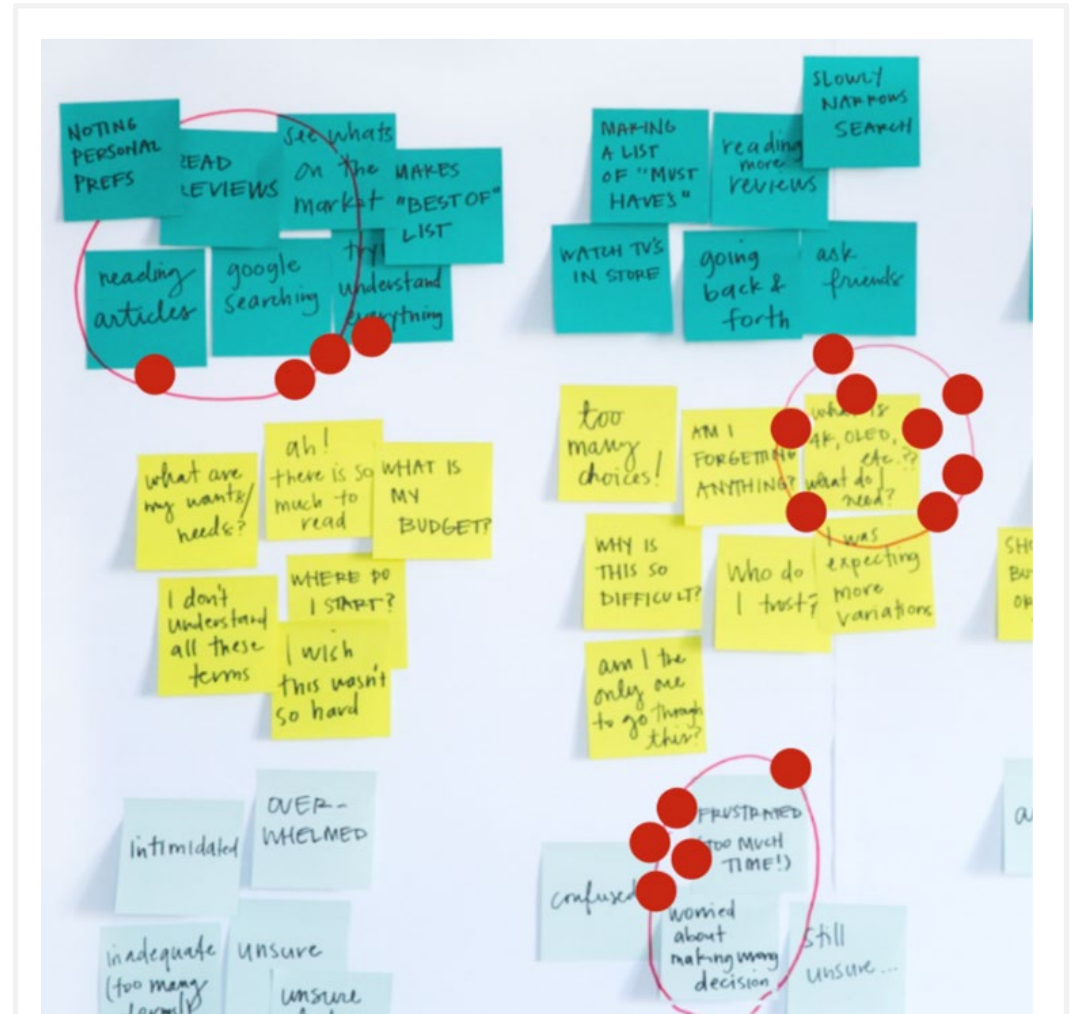 NOTING
PERSONAL
PREFS
READ
REVIEWS
see whats
on the
market
MAKES
"BEST OF"
LIST
reading
articles
google
searching
understand
everything
MAKING
A LIST
OF "MUST
HAVE'S"
reading
more
reviews
SLOWLY
NARROWS
SEARCH
WATCH TV'S
IN STORE
going
back &
forth
ask
friends
what are
my wants/
needs?
ah!
there is so
much to
read
WHAT IS
MY
BUDGET?
I don't
understand
all these
terms
WHERE DO
I START?
I wish
this wasn't
so hard
too
many
choices!
AM I
FORGETTING
ANYTHING?
what is
4K, OLED,
etc.??
what do I
need?
WHY IS
THIS SO
DIFFICULT?
Who do
I trust?
I was
expecting
more
variations
am I the
only one
to go through
this?
intimidated
OVER-
WHELMED
inadequate
(too many
unsure
unsure
confused
FRUSTRATED
(TOO MUCH
TIME!)
worried
about
making wrong
decision
still
unsure...